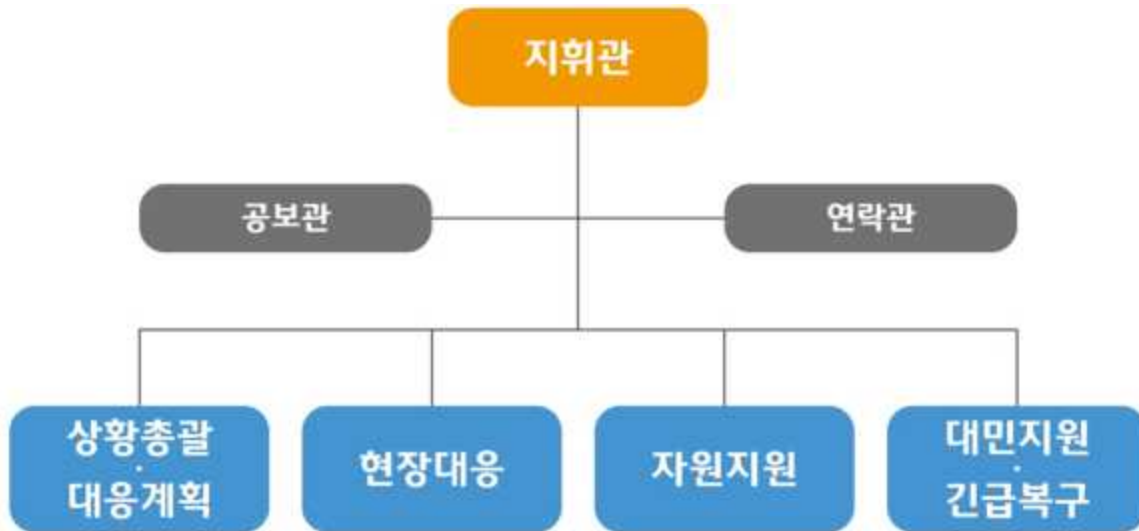 지휘관
공보관
연락관
상황총괄
·
대응계획
현장대응
자원지원
대민지원
·
긴급복구